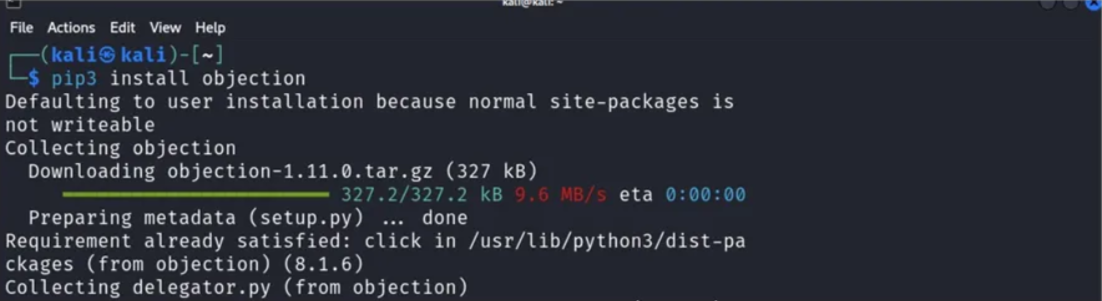 kali@kali: ~
File Actions Edit View Help
(kali㉿kali)-[~]
$ pip3 install objection
Defaulting to user installation because normal site-packages is
not writeable
Collecting objection
Downloading objection-1.11.0.tar.gz (327 kB)
327.2/327.2 kB 9.6 MB/s eta 0:00:00
Preparing metadata (setup.py) ... done
Requirement already satisfied: click in /usr/lib/python3/dist-pa
ckages (from objection) (8.1.6)
Collecting delegator.py (from objection)